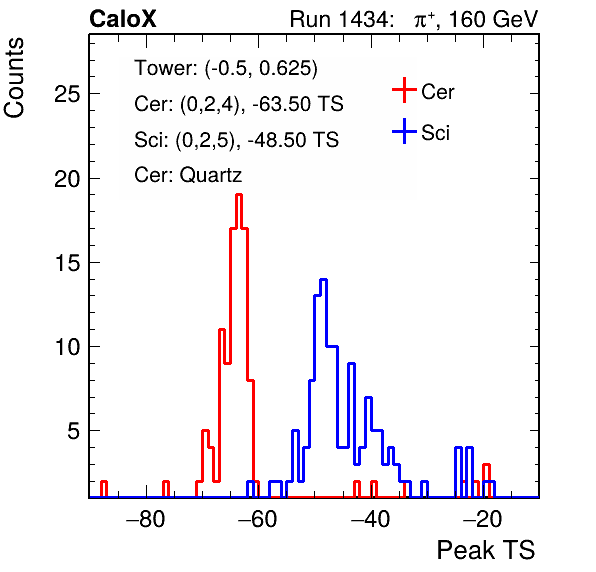 CaloX Run 1434: π⁺, 160 GeV
Counts
Tower: (-0.5, 0.625)
Cer: (0,2,4), -63.50 TS
Sci: (0,2,5), -48.50 TS
Cer: Quartz
Cer
Sci
25
20
15
10
5
−80 −60 −40 −20
Peak TS